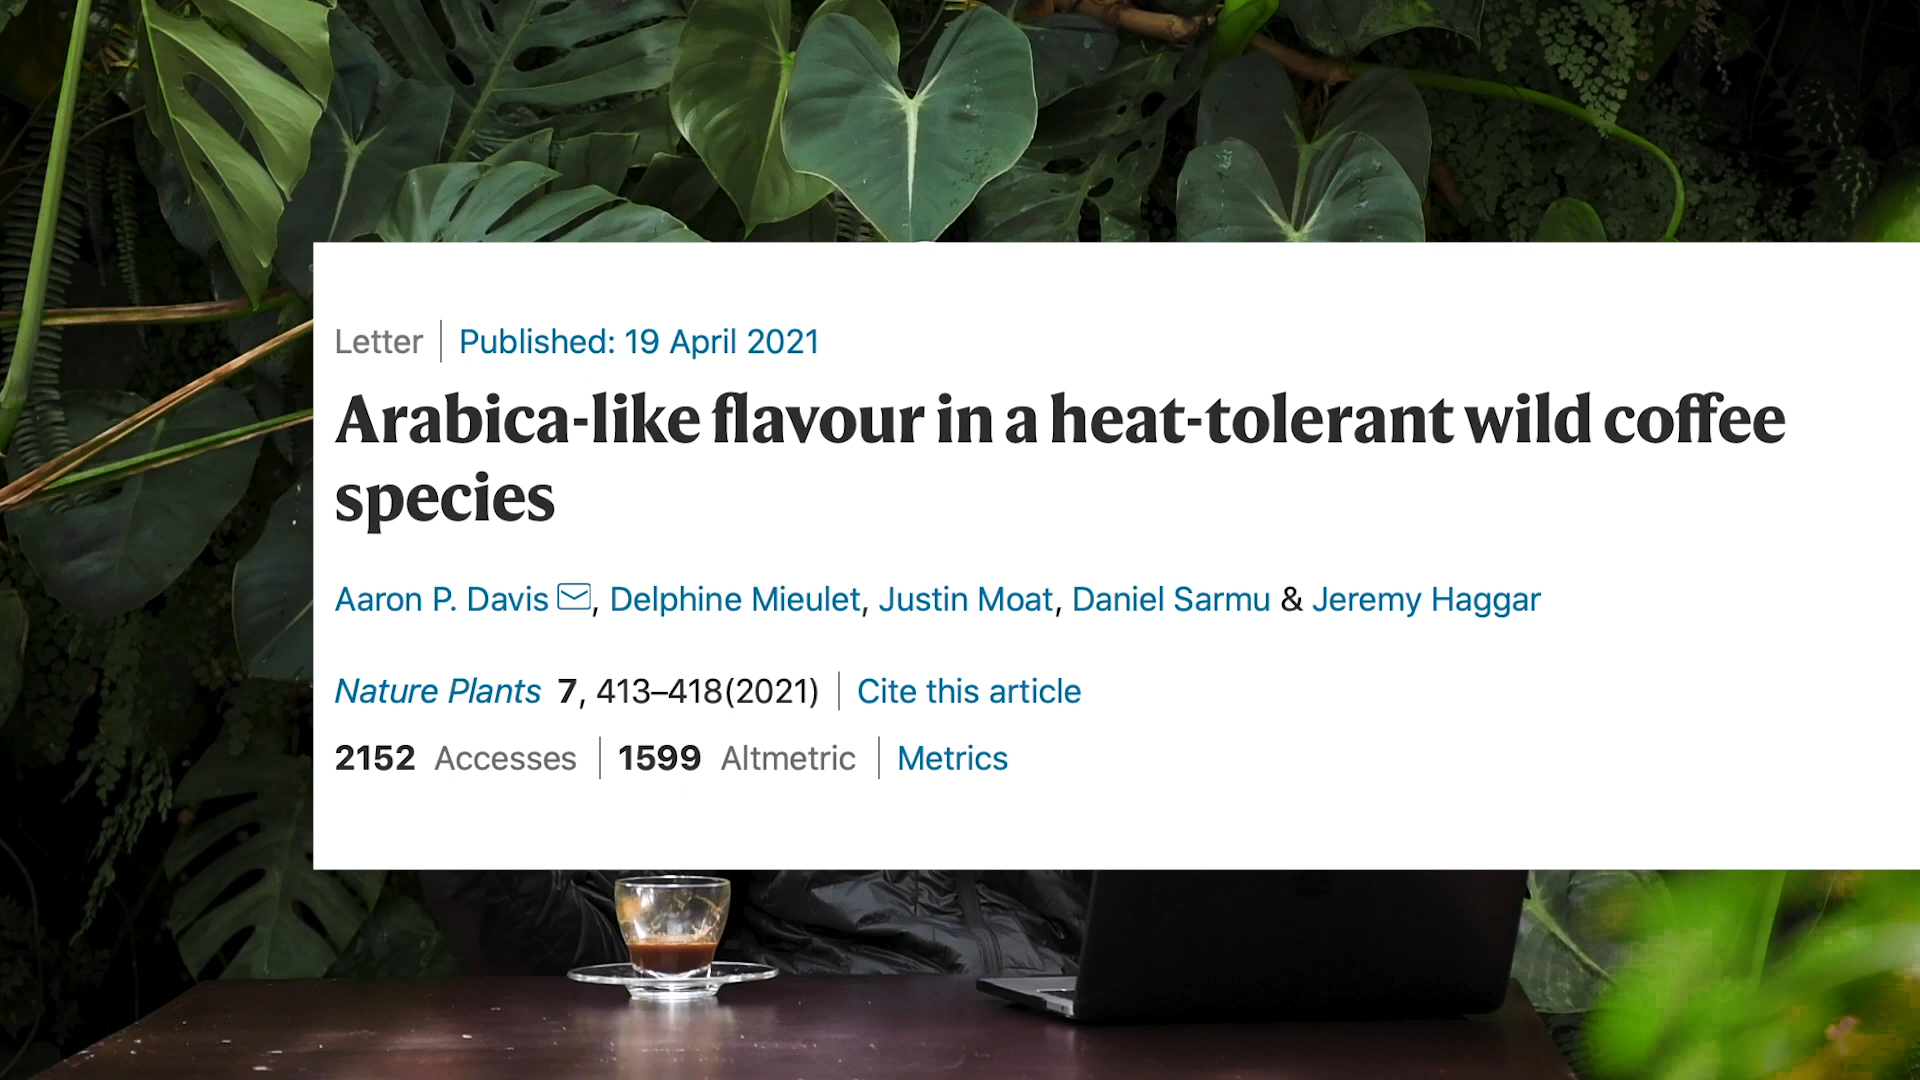 Letter | Published: 19 April 2021
Arabica-like flavour in a heat-tolerant wild coffee
species
Aaron P. Davis, Delphine Mieulet, Justin Moat, Daniel Sarmu & Jeremy Haggar
Nature Plants 7, 413–418(2021) | Cite this article
2152 Accesses | 1599 Altmetric | Metrics